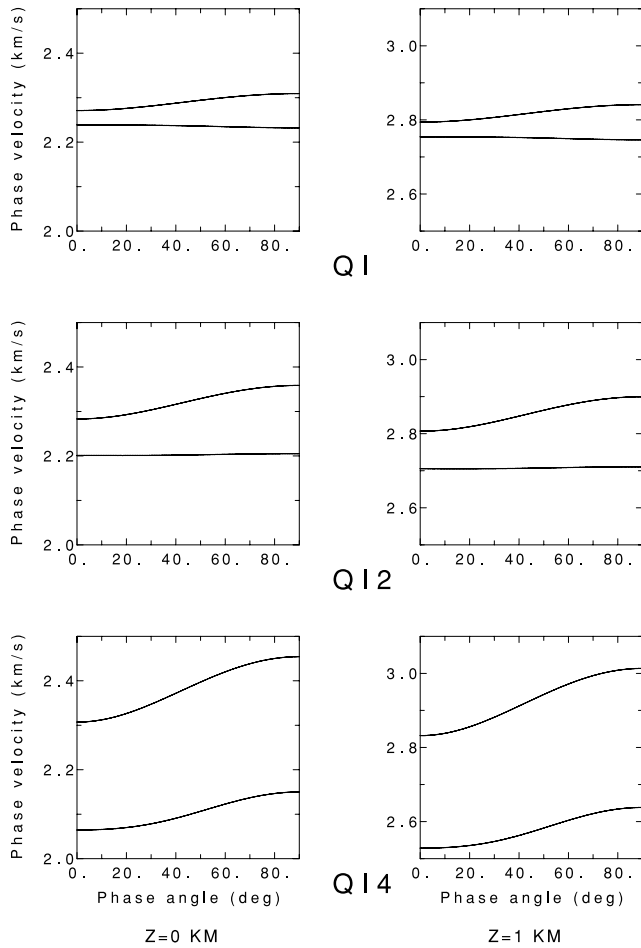 Phase velocity (km/s)
2.4
2.2
2.0
0. 20. 40. 60. 80.
3.0
2.8
2.6
0. 20. 40. 60. 80.
QI
Phase velocity (km/s)
2.4
2.2
2.0
0. 20. 40. 60. 80.
3.0
2.8
2.6
0. 20. 40. 60. 80.
QI2
Phase velocity (km/s)
2.4
2.2
2.0
0. 20. 40. 60. 80.
Phase angle (deg)
3.0
2.8
2.6
0. 20. 40. 60. 80.
Phase angle (deg)
QI4
Z=0 KM
Z=1 KM